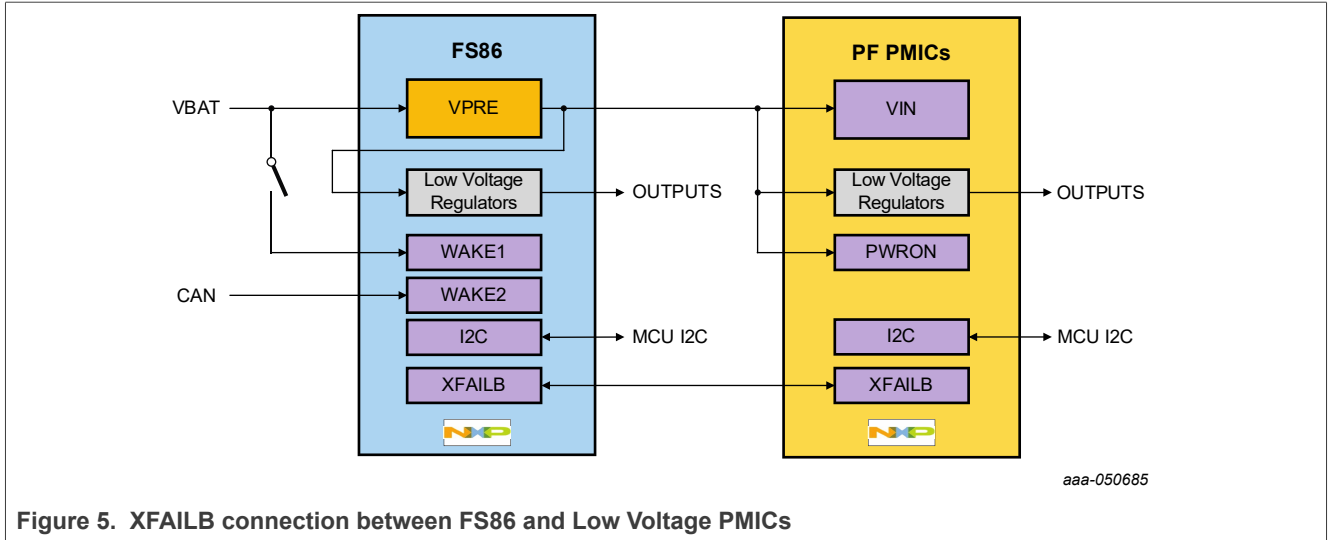 FS86
PF PMICs
VBAT
VPRE
VIN
Low Voltage
Regulators
OUTPUTS
Low Voltage
Regulators
OUTPUTS
WAKE1
PWRON
CAN
WAKE2
I2C
MCU I2C
I2C
MCU I2C
XFAILB
XFAILB
NXP
NXP
aaa-050685
Figure 5. XFAILB connection between FS86 and Low Voltage PMICs